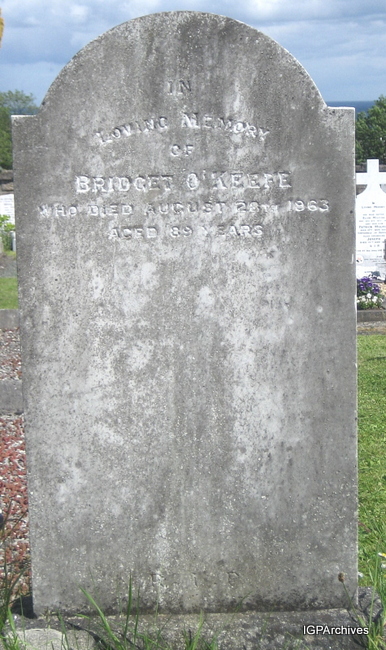 IN
LOVING MEMORY
OF
BRIDGET O'KEEFE
WHO DIED AUGUST 28TH 1963
AGED 89 YEARS
R.I.P.
IGPArchives